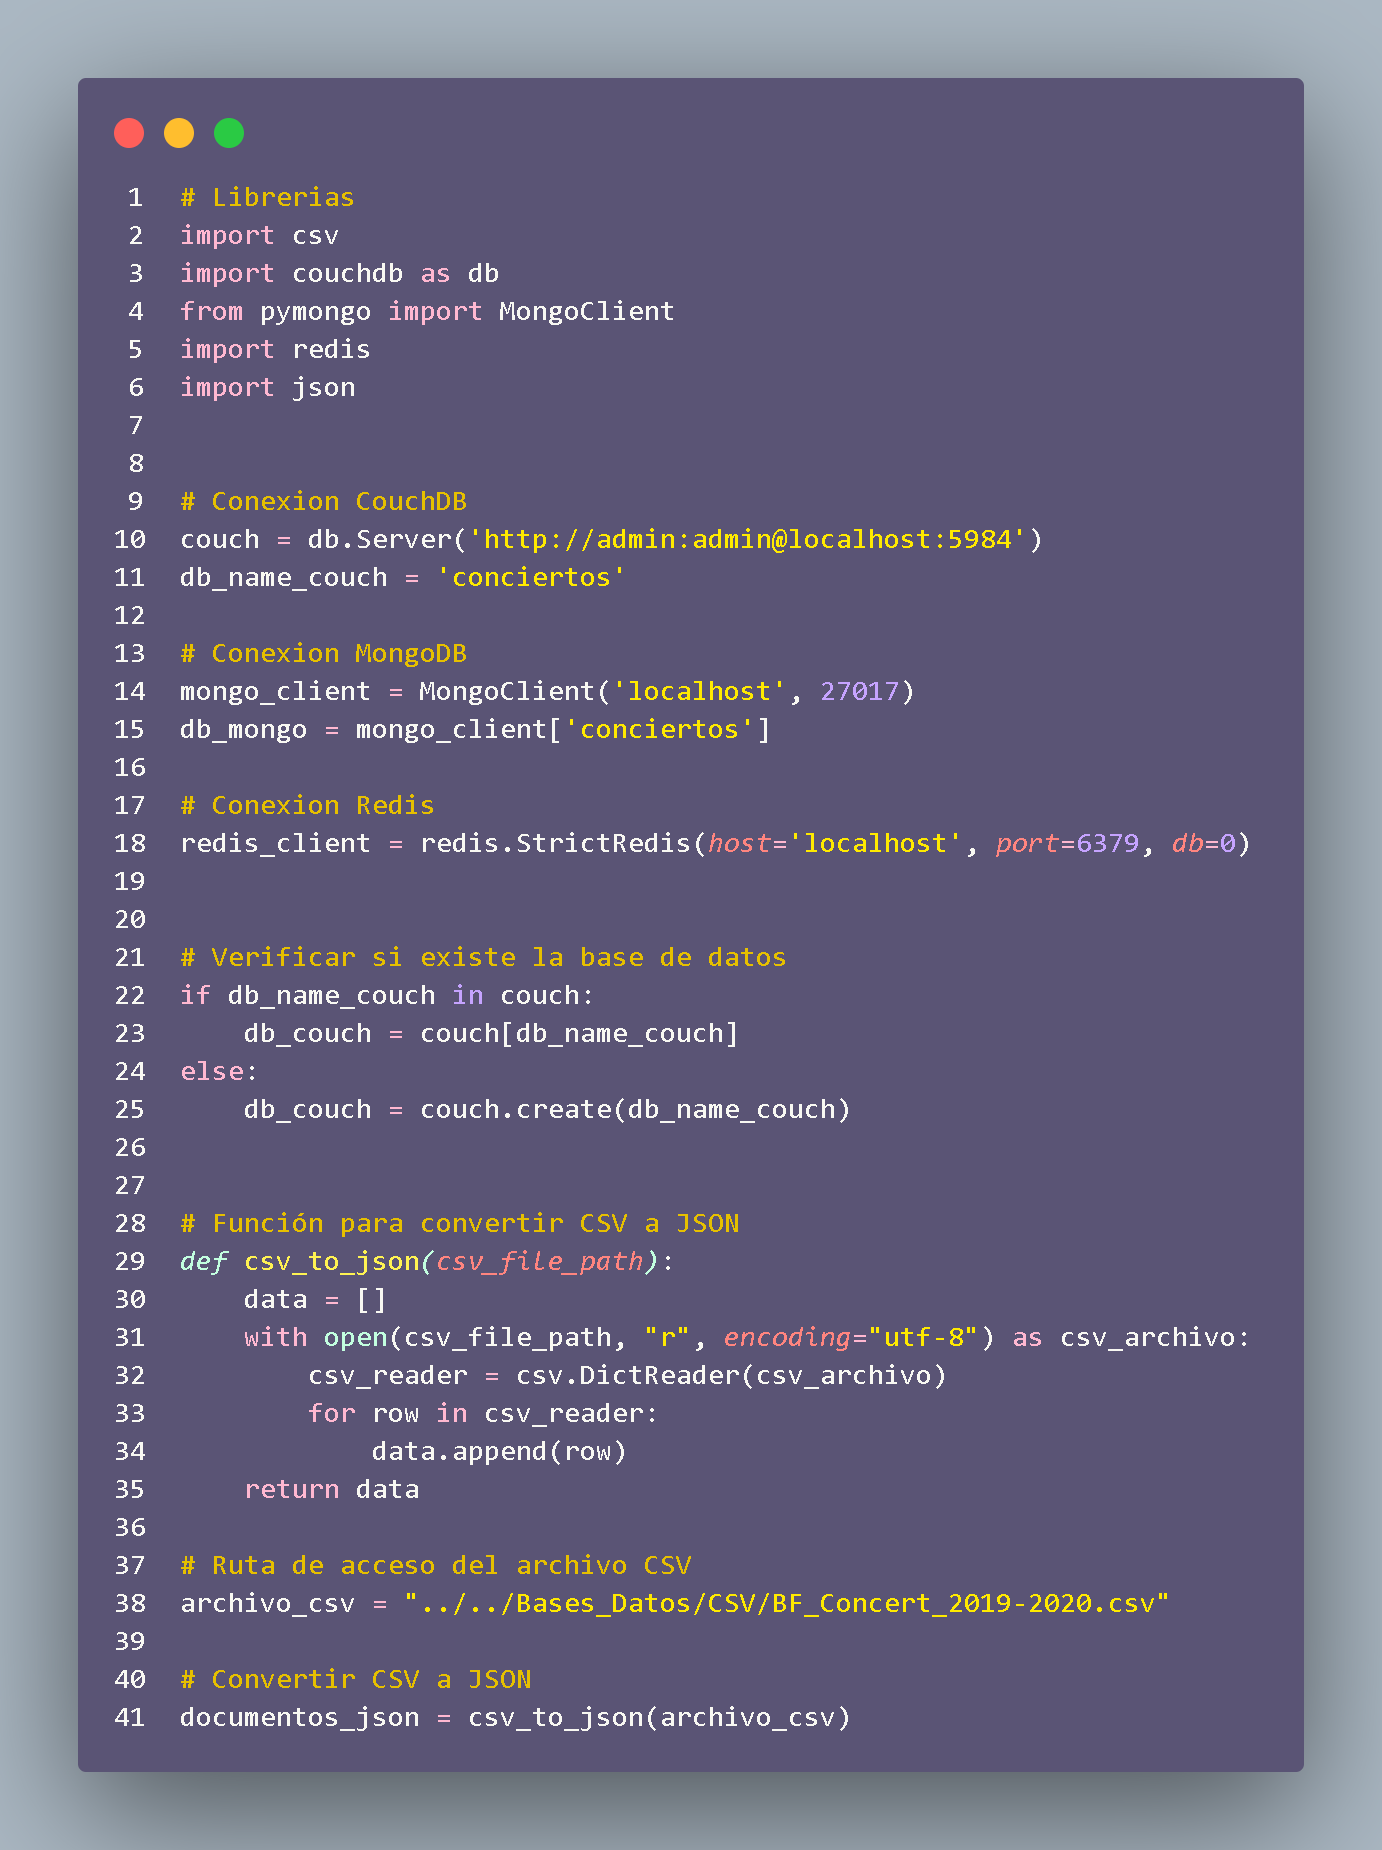 1 # Librerias
2 import csv
3 import couchdb as db
4 from pymongo import MongoClient
5 import redis
6 import json
7
8
9 # Conexion CouchDB
10 couch = db.Server('http://admin:admin@localhost:5984')
11 db_name_couch = 'conciertos'
12
13 # Conexion MongoDB
14 mongo_client = MongoClient('localhost', 27017)
15 db_mongo = mongo_client['conciertos']
16
17 # Conexion Redis
18 redis_client = redis.StrictRedis(host='localhost', port=6379, db=0)
19
20
21 # Verificar si existe la base de datos
22 if db_name_couch in couch:
23     db_couch = couch[db_name_couch]
24 else:
25     db_couch = couch.create(db_name_couch)
26
27
28 # Función para convertir CSV a JSON
29 def csv_to_json(csv_file_path):
30     data = []
31     with open(csv_file_path, "r", encoding="utf-8") as csv_archivo:
32         csv_reader = csv.DictReader(csv_archivo)
33         for row in csv_reader:
34             data.append(row)
35     return data
36
37 # Ruta de acceso del archivo CSV
38 archivo_csv = "../../Bases_Datos/CSV/BF_Concert_2019-2020.csv"
39
40 # Convertir CSV a JSON
41 documentos_json = csv_to_json(archivo_csv)